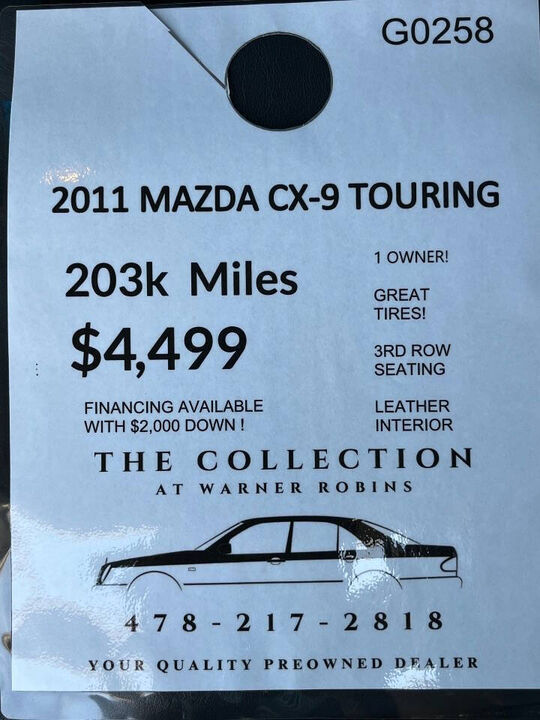 G0258
2011 MAZDA CX-9 TOURING
203k Miles
$4,499
FINANCING AVAILABLE
WITH $2,000 DOWN !
1 OWNER!
GREAT
TIRES!
3RD ROW
SEATING
LEATHER
INTERIOR
THE COLLECTION
AT WARNER ROBINS
478-217-2818
YOUR QUALITY PREOWNED DEALER